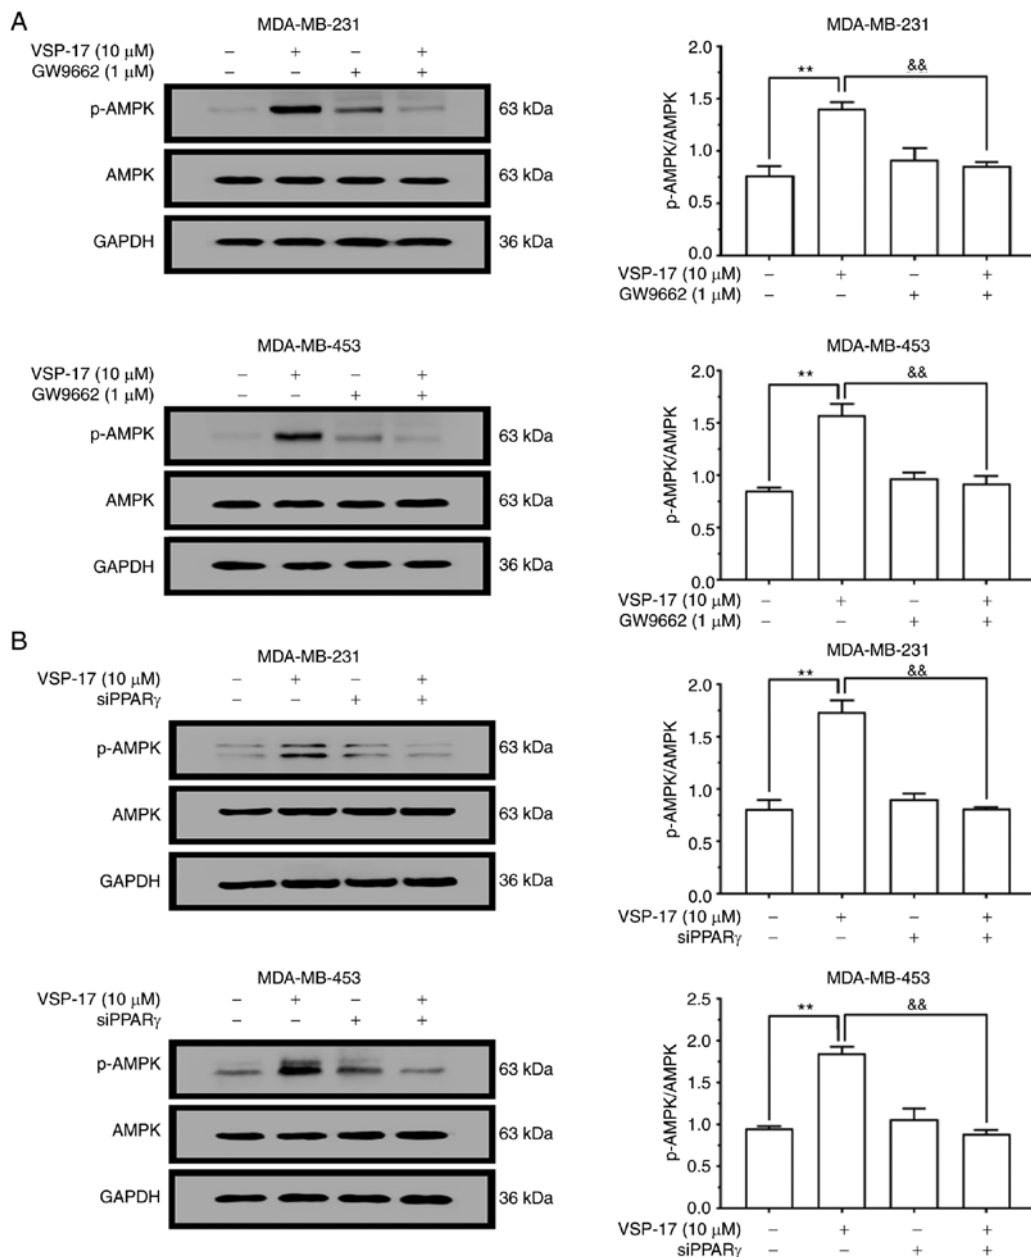 A
MDA-MB-231
VSP-17 (10 μM) – + – +
GW9662 (1 μM) – – + +
p-AMPK 63 kDa
AMPK 63 kDa
GAPDH 36 kDa
MDA-MB-231
2.0
1.5
1.0
0.5
0.0
p-AMPK/AMPK
** &&
VSP-17 (10 μM) – + – +
GW9662 (1 μM) – – + +
MDA-MB-453
VSP-17 (10 μM) – + – +
GW9662 (1 μM) – – + +
p-AMPK 63 kDa
AMPK 63 kDa
GAPDH 36 kDa
MDA-MB-453
2.0
1.5
1.0
0.5
0.0
p-AMPK/AMPK
** &&
VSP-17 (10 μM) – + – +
GW9662 (1 μM) – – + +
B
MDA-MB-231
VSP-17 (10 μM) – + – +
siPPARγ – – + +
p-AMPK 63 kDa
AMPK 63 kDa
GAPDH 36 kDa
MDA-MB-231
2.0
1.5
1.0
0.5
0.0
p-AMPK/AMPK
** &&
VSP-17 (10 μM) – + – +
siPPARγ – – + +
MDA-MB-453
VSP-17 (10 μM) – + – +
siPPARγ – – + +
p-AMPK 63 kDa
AMPK 63 kDa
GAPDH 36 kDa
MDA-MB-453
2.5
2.0
1.5
1.0
0.5
0.0
p-AMPK/AMPK
** &&
VSP-17 (10 μM) – + – +
siPPARγ – – + +